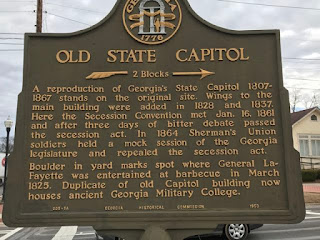 1776
OLD STATE CAPITOL
2 Blocks
A reproduction of Georgia's State Capitol 1807-
1867 stands on the original site. Wings to the
main building were added in 1828 and 1837.
Here the Secession Convention met Jan. 16, 1861
and after three days of bitter debate passed
the secession act. In 1864 Sherman's Union
soldiers held a mock session of the Georgia
legislature and repealed the secession act.
Boulder in yard marks spot where General La-
Fayette was entertained at barbecue in March
1825. Duplicate of old Capitol building now
houses ancient Georgia Military College.
GEORGIA HISTORICAL COMMISSION